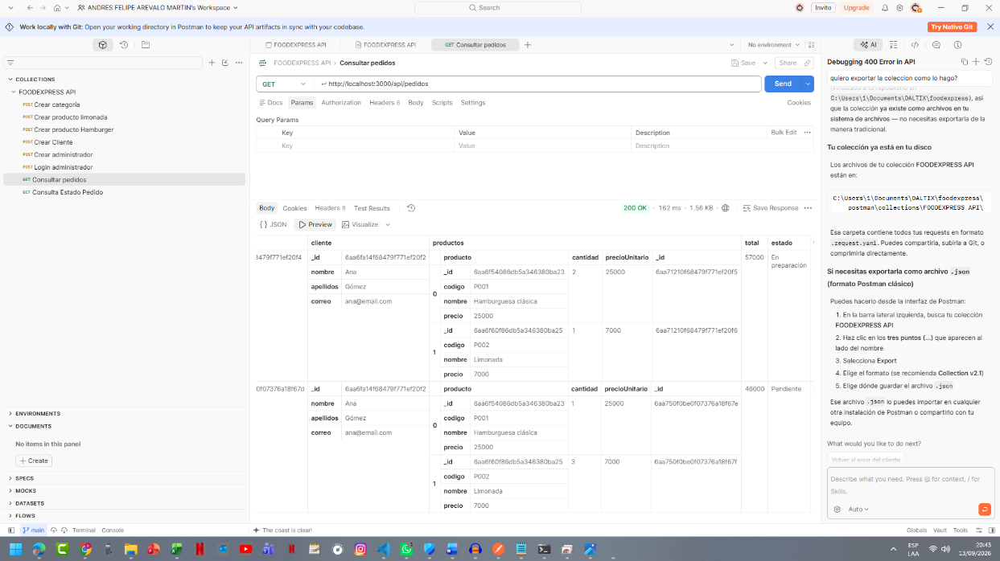 ANDRES FELIPE AREVALO MARTIN's Workspace
Search
Invite
Upgrade
Work locally with Git: Open your working directory in Postman to keep your API artifacts in sync with your codebase.
Try Native Git
COLLECTIONS
FOODEXPRESS API
POST Crear categoría
POST Crear producto limonada
POST Crear producto Hamburger
POST Crear Cliente
POST Crear administrador
POST Login administrador
GET Consultar pedidos
GET Consulta Estado Pedido
ENVIRONMENTS
DOCUMENTS
No items in this panel
Create
SPECS
MOCKS
DATASETS
FLOWS
FOODEXPRESS API
FOODEXPRESS API
GET Consultar pedidos
No environment
FOODEXPRESS API > Consultar pedidos
Save
Share
GET
http://localhost:3000/api/pedidos
Send
Docs Params Authorization Headers 6 Body Scripts Settings
Cookies
Query Params
Key Value Description Bulk Edit
Key Value Description
Body Cookies Headers 8 Test Results
200 OK 162 ms 1.56 KB
Save Response
{ } JSON Preview Visualize
cliente productos total estado
3479f771ef20f4 _id 6aa6fa14f68479f771ef20f2 producto cantidad precioUnitario _id 57000 En preparación
nombre Ana 0 _id 6aa6f54086db5a346380ba23 2 25000 6aa71210f68479f771ef20f5
apellidos Gómez codigo P001
correo ana@email.com nombre Hamburguesa clásica
precio 25000
1 _id 6aa6f60f86db5a346380ba25 1 7000 6aa71210f68479f771ef20f6
codigo P002
nombre Limonada
precio 7000
0f07376a18f67d _id 6aa6fa14f68479f771ef20f2 producto cantidad precioUnitario _id 46000 Pendiente
nombre Ana 0 _id 6aa6f54086db5a346380ba23 1 25000 6aa750f0be0f07376a18f67e
apellidos Gómez codigo P001
correo ana@email.com nombre Hamburguesa clásica
precio 25000
1 _id 6aa6f60f86db5a346380ba25 3 7000 6aa750f0be0f07376a18f67f
codigo P002
nombre Limonada
precio 7000
AI
Debugging 400 Error in API
quiero exportar la coleccion como lo hago?
C:\Users\1\Documents\DALTIX\foodexpress), así
que la colección ya existe como archivos en tu
sistema de archivos — no necesitas exportarla de la
manera tradicional.
Tu colección ya está en tu disco
Los archivos de tu colección FOODEXPRESS API
están en:
C:\Users\1\Documents\DALTIX\foodexpress\
postman\collections\FOODEXPRESS API\
Esa carpeta contiene todos tus requests en formato
.request.yaml. Puedes compartirla, subirla a Git, o
comprimirla directamente.
Si necesitas exportarla como archivo .json
(formato Postman clásico)
Puedes hacerlo desde la interfaz de Postman:
1. En la barra lateral izquierda, busca tu colección
FOODEXPRESS API
2. Haz clic en los tres puntos (...) que aparecen al
lado del nombre
3. Selecciona Export
4. Elige el formato (se recomienda Collection v2.1)
5. Elige dónde guardar el archivo .json
Ese archivo .json lo puedes importar en cualquier
otra instalación de Postman o compartirlo con tu
equipo.
What would you like to do next?
Volver al error del cliente
Describe what you need. Press @ for context, / for
Skills.
Auto
main
Terminal
Console
The coast is clear!
Globals
Vault
Tools
ESP
LAA
20:43
13/09/2026